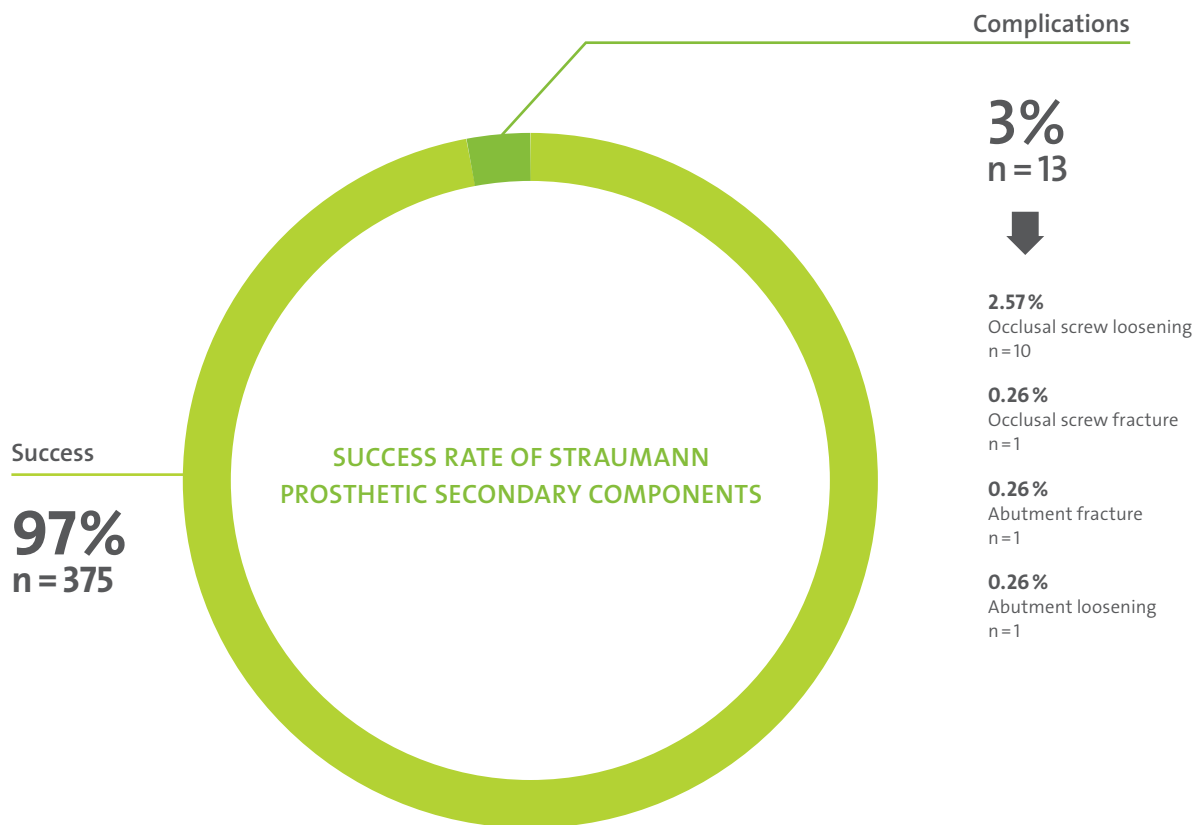 Complications
3%
n = 13
2.57%
Occlusal screw loosening
n = 10
0.26%
Occlusal screw fracture
n = 1
0.26%
Abutment fracture
n = 1
0.26%
Abutment loosening
n = 1
SUCCESS RATE OF STRAUMANN
PROSTHETIC SECONDARY COMPONENTS
Success
97%
n = 375